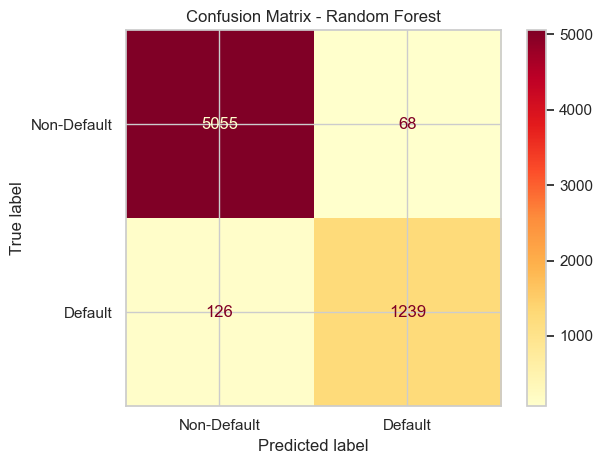 Confusion Matrix - Random Forest
True label
Non-Default
5055
68
Default
126
1239
Non-Default
Default
Predicted label
5000
4000
3000
2000
1000